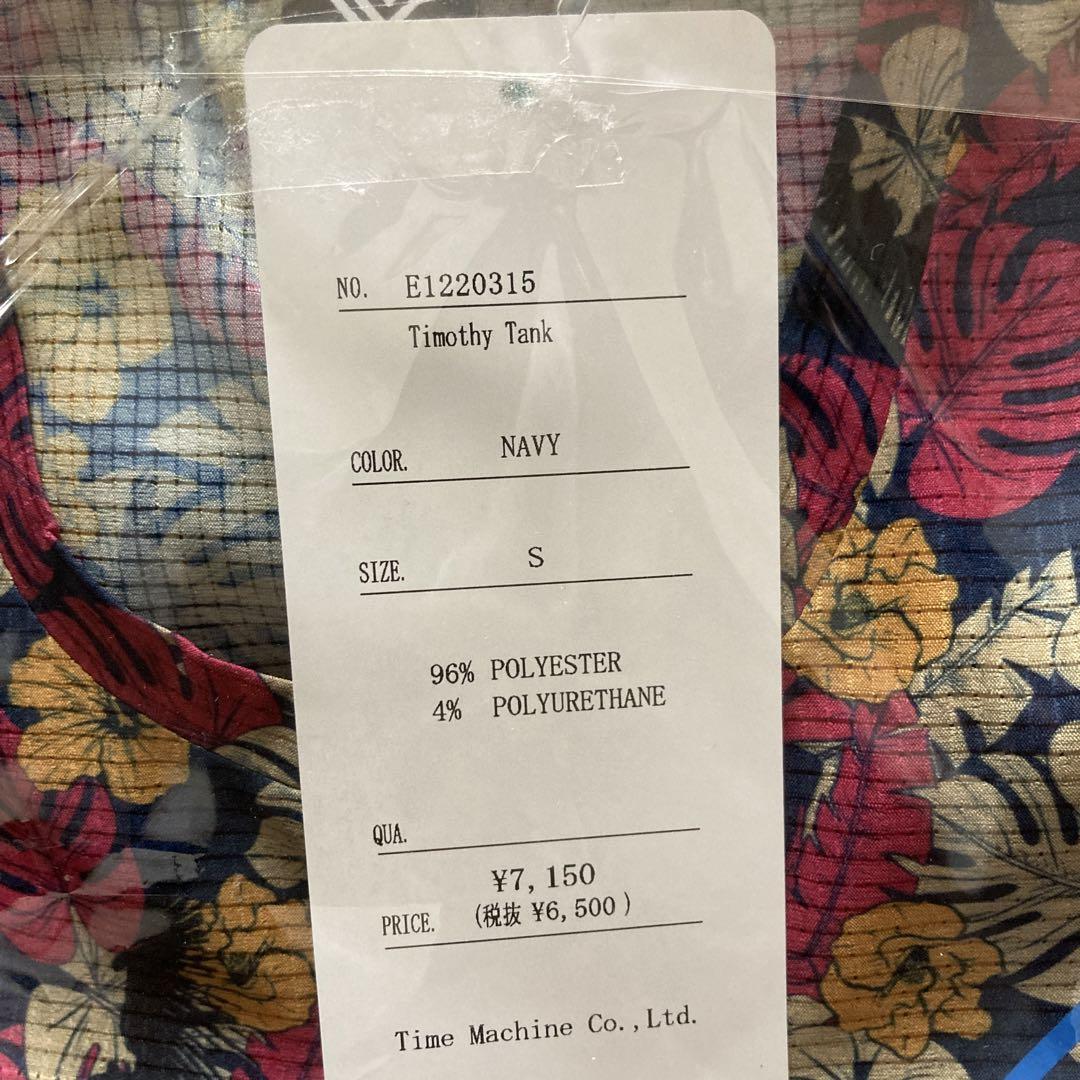 NO. E1220315
Timothy Tank
COLOR. NAVY
SIZE. S
96% POLYESTER
4% POLYURETHANE
QUA.
¥7,150
PRICE. (税抜 ¥6,500)
Time Machine Co.,Ltd.